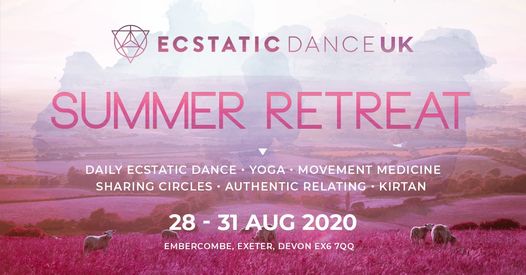 ECSTATIC DANCE UK
SUMMER RETREAT
DAILY ECSTATIC DANCE • YOGA • MOVEMENT MEDICINE
SHARING CIRCLES • AUTHENTIC RELATING • KIRTAN
28 - 31 AUG 2020
EMBERCOMBE, EXETER, DEVON EX6 7QQ